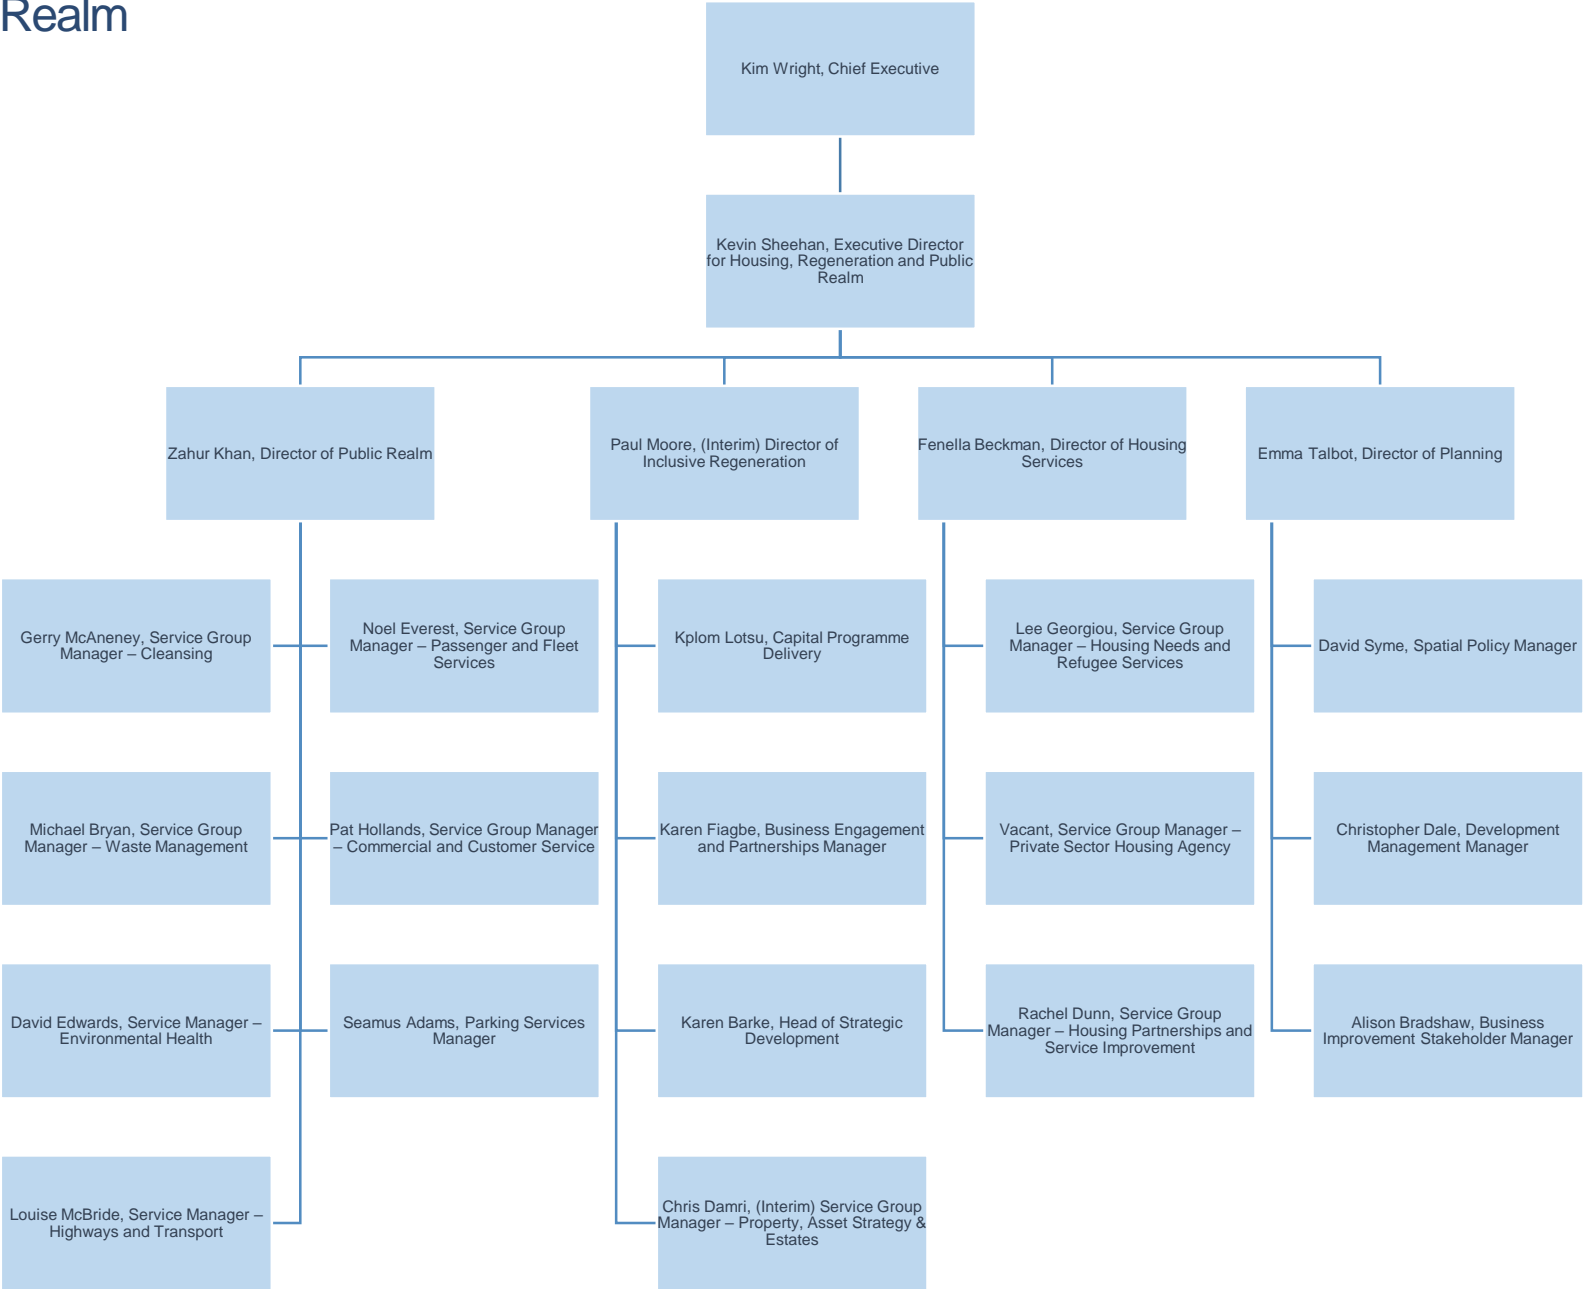 Realm
Kim Wright, Chief Executive
Kevin Sheehan, Executive Director
for Housing, Regeneration and Public
Realm
Zahur Khan, Director of Public Realm
Paul Moore, (Interim) Director of
Inclusive Regeneration
Fenella Beckman, Director of Housing
Services
Emma Talbot, Director of Planning
Gerry McAneney, Service Group
Manager – Cleansing
Noel Everest, Service Group
Manager – Passenger and Fleet
Services
Kplom Lotsu, Capital Programme
Delivery
Lee Georgiou, Service Group
Manager – Housing Needs and
Refugee Services
David Syme, Spatial Policy Manager
Michael Bryan, Service Group
Manager – Waste Management
Pat Hollands, Service Group Manager
– Commercial and Customer Service
Karen Fiagbe, Business Engagement
and Partnerships Manager
Vacant, Service Group Manager –
Private Sector Housing Agency
Christopher Dale, Development
Management Manager
David Edwards, Service Manager –
Environmental Health
Seamus Adams, Parking Services
Manager
Karen Barke, Head of Strategic
Development
Rachel Dunn, Service Group
Manager – Housing Partnerships and
Service Improvement
Alison Bradshaw, Business
Improvement Stakeholder Manager
Louise McBride, Service Manager –
Highways and Transport
Chris Damri, (Interim) Service Group
Manager – Property, Asset Strategy &
Estates